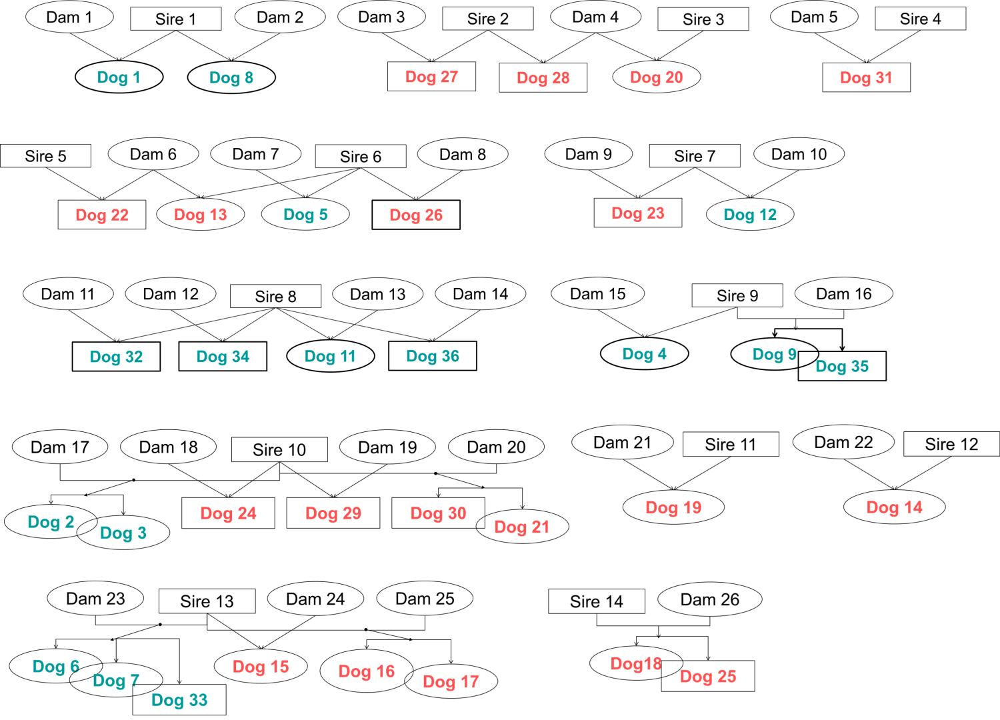 Dam 1 Sire 1 Dam 2 Dam 3 Sire 2 Dam 4 Sire 3 Dam 5 Sire 4
Dog 1 Dog 8 Dog 27 Dog 28 Dog 20 Dog 31
Sire 5 Dam 6 Dam 7 Sire 6 Dam 8 Dam 9 Sire 7 Dam 10
Dog 22 Dog 13 Dog 5 Dog 26 Dog 23 Dog 12
Dam 11 Dam 12 Sire 8 Dam 13 Dam 14 Dam 15 Sire 9 Dam 16
Dog 32 Dog 34 Dog 11 Dog 36 Dog 4 Dog 9 Dog 35
Dam 17 Dam 18 Sire 10 Dam 19 Dam 20 Dam 21 Sire 11 Dam 22 Sire 12
Dog 2 Dog 3 Dog 24 Dog 29 Dog 30 Dog 21 Dog 19 Dog 14
Dam 23 Sire 13 Dam 24 Dam 25 Sire 14 Dam 26
Dog 6 Dog 7 Dog 33 Dog 15 Dog 16 Dog 17 Dog18 Dog 25